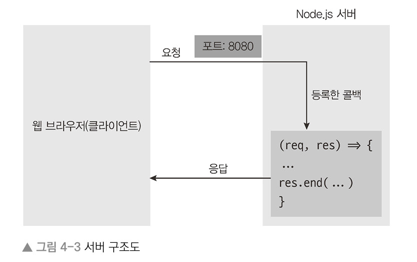 Node.js 서버
요청
포트: 8080
등록한 콜백
웹 브라우저(클라이언트)
(req, res) => {
...
res.end(...)
}
응답
▲ 그림 4-3 서버 구조도